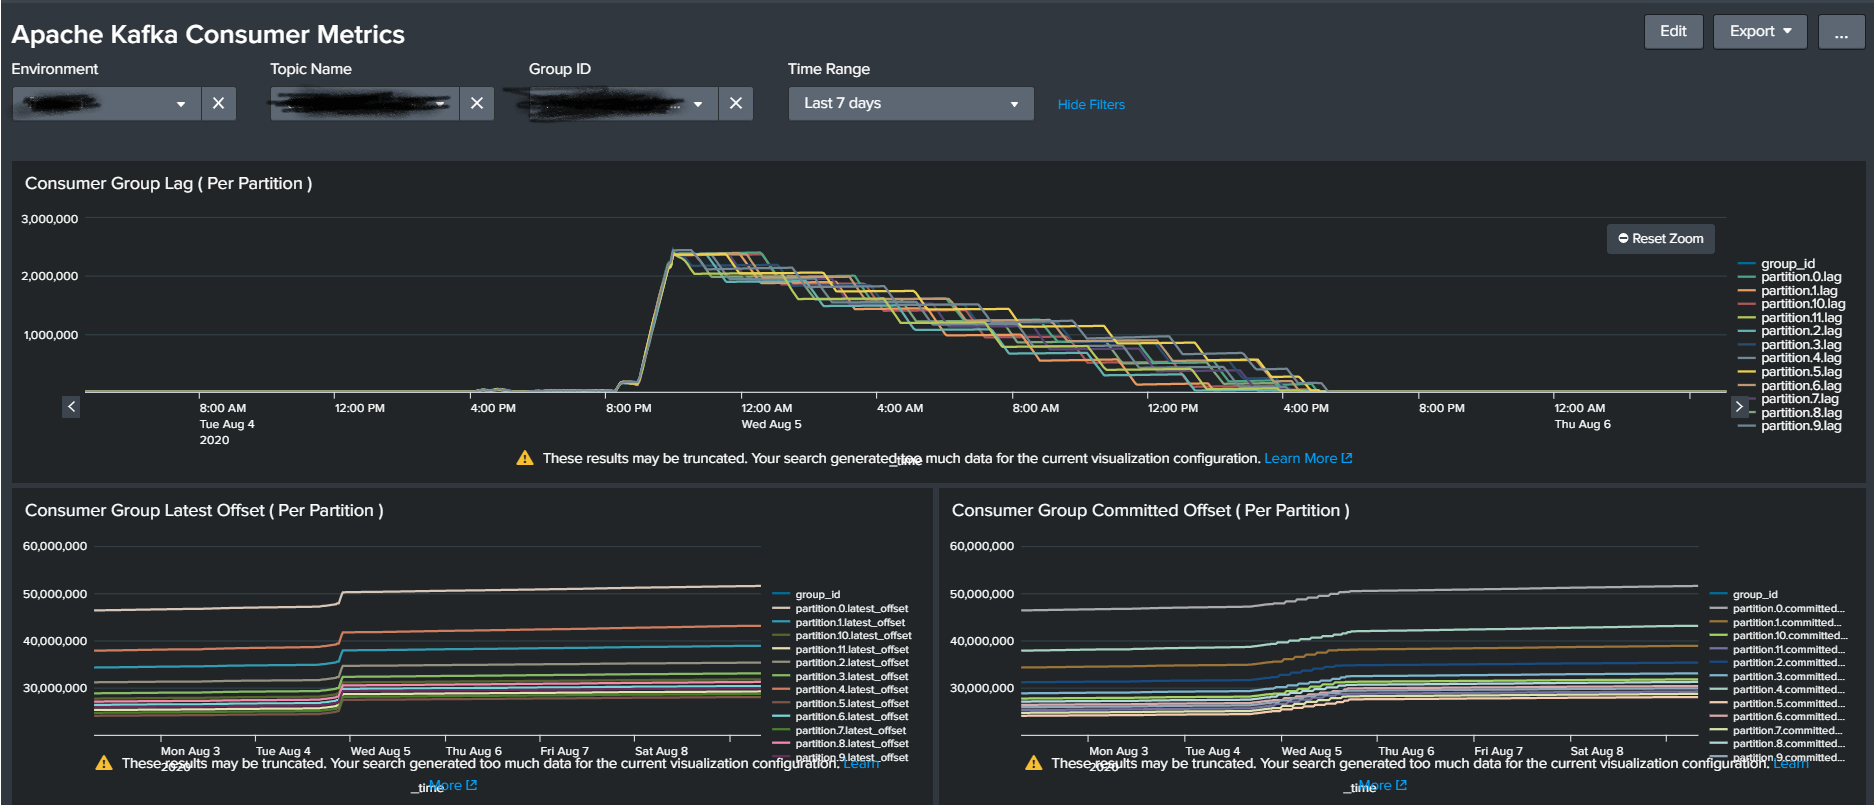 Apache Kafka Consumer Metrics
Edit
Export
...
Environment
Topic Name
Group ID
Time Range
...
Last 7 days
Hide Filters
Consumer Group Lag ( Per Partition )
3,000,000
2,000,000
1,000,000
Reset Zoom
group_id
partition.0.lag
partition.1.lag
partition.10.lag
partition.11.lag
partition.2.lag
partition.3.lag
partition.4.lag
partition.5.lag
partition.6.lag
partition.7.lag
partition.8.lag
partition.9.lag
8:00 AM
Tue Aug 4
2020
12:00 PM
4:00 PM
8:00 PM
12:00 AM
Wed Aug 5
4:00 AM
8:00 AM
12:00 PM
4:00 PM
8:00 PM
12:00 AM
Thu Aug 6
_time
These results may be truncated. Your search generated too much data for the current visualization configuration. Learn More
Consumer Group Latest Offset ( Per Partition )
60,000,000
50,000,000
40,000,000
30,000,000
group_id
partition.0.latest_offset
partition.1.latest_offset
partition.10.latest_offset
partition.11.latest_offset
partition.2.latest_offset
partition.3.latest_offset
partition.4.latest_offset
partition.5.latest_offset
partition.6.latest_offset
partition.7.latest_offset
partition.8.latest_offset
partition.9.latest_offset
Mon Aug 3
2020
Tue Aug 4
Wed Aug 5
Thu Aug 6
Fri Aug 7
Sat Aug 8
These results may be truncated. Your search generated too much data for the current visualization configuration. Learn
More
_time
Consumer Group Committed Offset ( Per Partition )
60,000,000
50,000,000
40,000,000
30,000,000
group_id
partition.0.committed...
partition.1.committed...
partition.10.committed...
partition.11.committed...
partition.2.committed...
partition.3.committed...
partition.4.committed...
partition.5.committed...
partition.6.committed...
partition.7.committed...
partition.8.committed...
partition.9.committed...
Mon Aug 3
2020
Tue Aug 4
Wed Aug 5
Thu Aug 6
Fri Aug 7
Sat Aug 8
These results may be truncated. Your search generated too much data for the current visualization configuration. Learn
More
_time